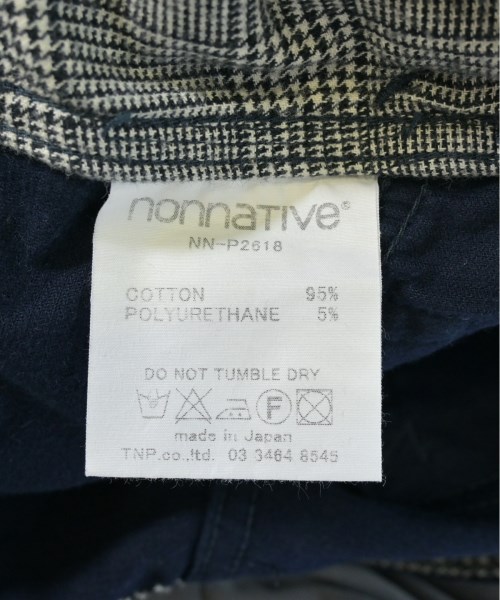 nonnative®
NN-P2618
COTTON 95%
POLYURETHANE 5%
DO NOT TUMBLE DRY
F
made in Japan
TNP.co.,ltd. 03 3464 8545